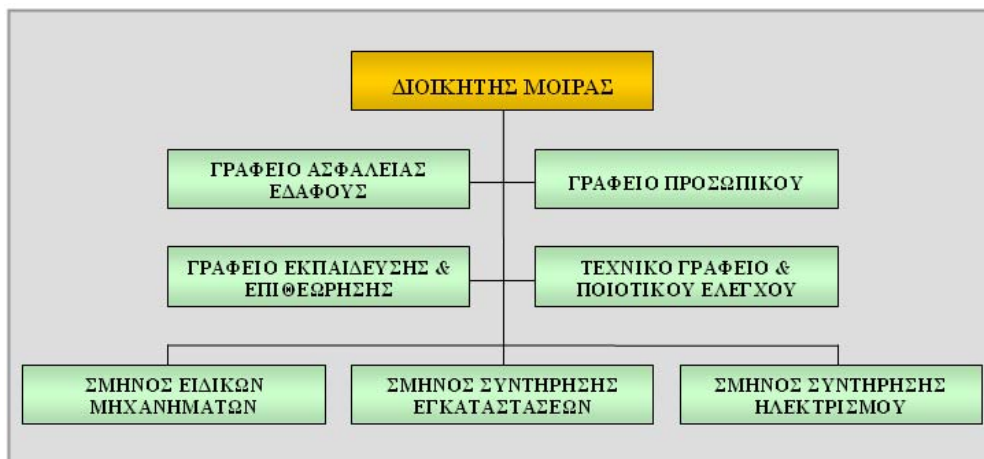 ΔΙΟΙΚΗΤΗΣ ΜΟΙΡΑΣ
ΓΡΑΦΕΙΟ ΑΣΦΑΛΕΙΑΣ
ΕΔΑΦΟΥΣ
ΓΡΑΦΕΙΟ ΠΡΟΣΩΠΙΚΟΥ
ΓΡΑΦΕΙΟ ΕΚΠΑΙΔΕΥΣΗΣ &
ΕΠΙΘΕΩΡΗΣΗΣ
ΤΕΧΝΙΚΟ ΓΡΑΦΕΙΟ &
ΠΟΙΟΤΙΚΟΥ ΕΛΕΓΧΟΥ
ΣΜΗΝΟΣ ΕΙΔΙΚΩΝ
ΜΗΧΑΝΗΜΑΤΩΝ
ΣΜΗΝΟΣ ΣΥΝΤΗΡΗΣΗΣ
ΕΓΚΑΤΑΣΤΑΣΕΩΝ
ΣΜΗΝΟΣ ΣΥΝΤΗΡΗΣΗΣ
ΗΛΕΚΤΡΙΣΜΟΥ